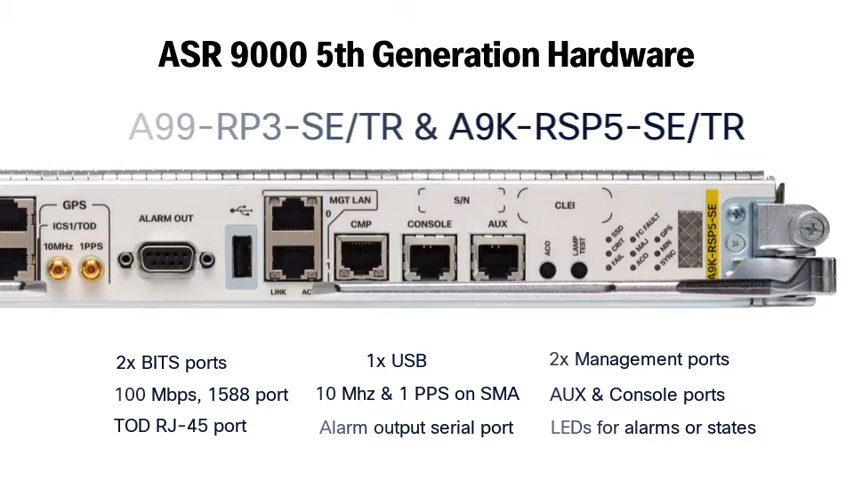 ASR 9000 5th Generation Hardware
A99-RP3-SE/TR & A9K-RSP5-SE/TR
GPS
ICS1/TOD
10MHz 1PPS
ALARM OUT
MGT LAN
0
1
LINK
AC
CMP
S/N
CONSOLE
AUX
CLEI
ACO
LAMP TEST
SSD
CRIT
FAIL
FC FAULT
MAJ
ACO
GPS
MIN
SYNC
A9K-RSP5-SE
2x BITS ports
100 Mbps, 1588 port
TOD RJ-45 port
1x USB
10 Mhz & 1 PPS on SMA
Alarm output serial port
2x Management ports
AUX & Console ports
LEDs for alarms or states